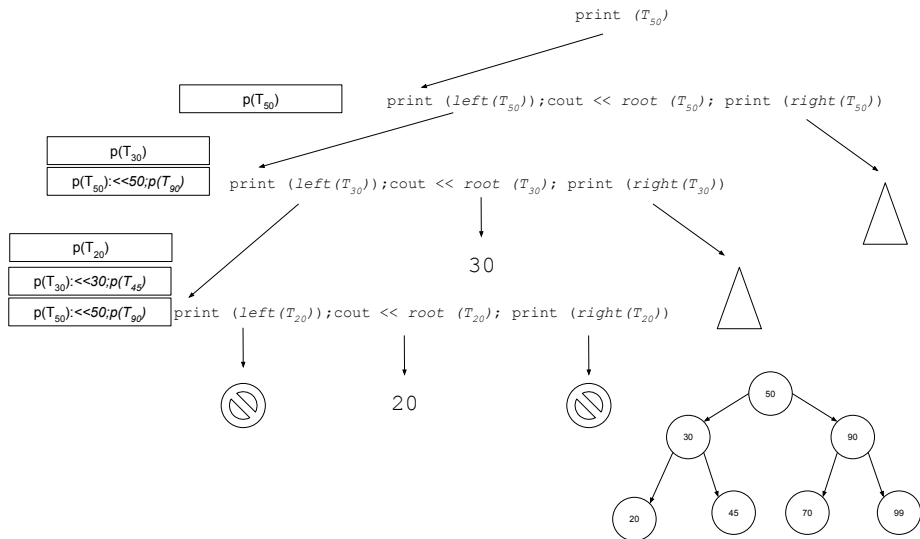 print (T50)
p(T50)
print (left(T50));cout << root (T50); print (right(T50))
p(T30)
p(T50):<<50;p(T90)
print (left(T30));cout << root (T30); print (right(T30))
30
p(T20)
p(T30):<<30;p(T45)
p(T50):<<50;p(T90)
print (left(T20));cout << root (T20); print (right(T20))
20
50
30
90
20
45
70
99